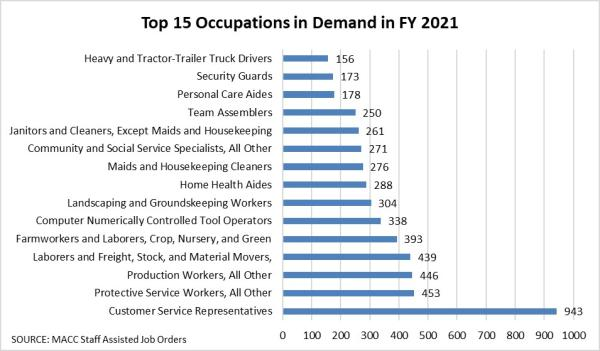 Top 15 Occupations in Demand in FY 2021
Heavy and Tractor-Trailer Truck Drivers 156
Security Guards 173
Personal Care Aides 178
Team Assemblers 250
Janitors and Cleaners, Except Maids and Housekeeping 261
Community and Social Service Specialists, All Other 271
Maids and Housekeeping Cleaners 276
Home Health Aides 288
Landscaping and Groundskeeping Workers 304
Computer Numerically Controlled Tool Operators 338
Farmworkers and Laborers, Crop, Nursery, and Green 393
Laborers and Freight, Stock, and Material Movers, 439
Production Workers, All Other 446
Protective Service Workers, All Other 453
Customer Service Representatives 943
0 100 200 300 400 500 600 700 800 900 1000
SOURCE: MACC Staff Assisted Job Orders